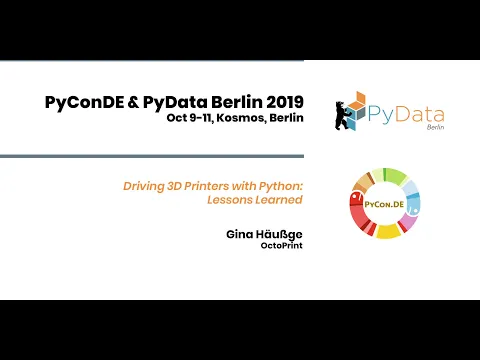 PyConDE & PyData Berlin 2019
Oct 9-11, Kosmos, Berlin
PyData
Berlin
Driving 3D Printers with Python:
Lessons Learned
PyCon.DE
Gina Häußge
OctoPrint